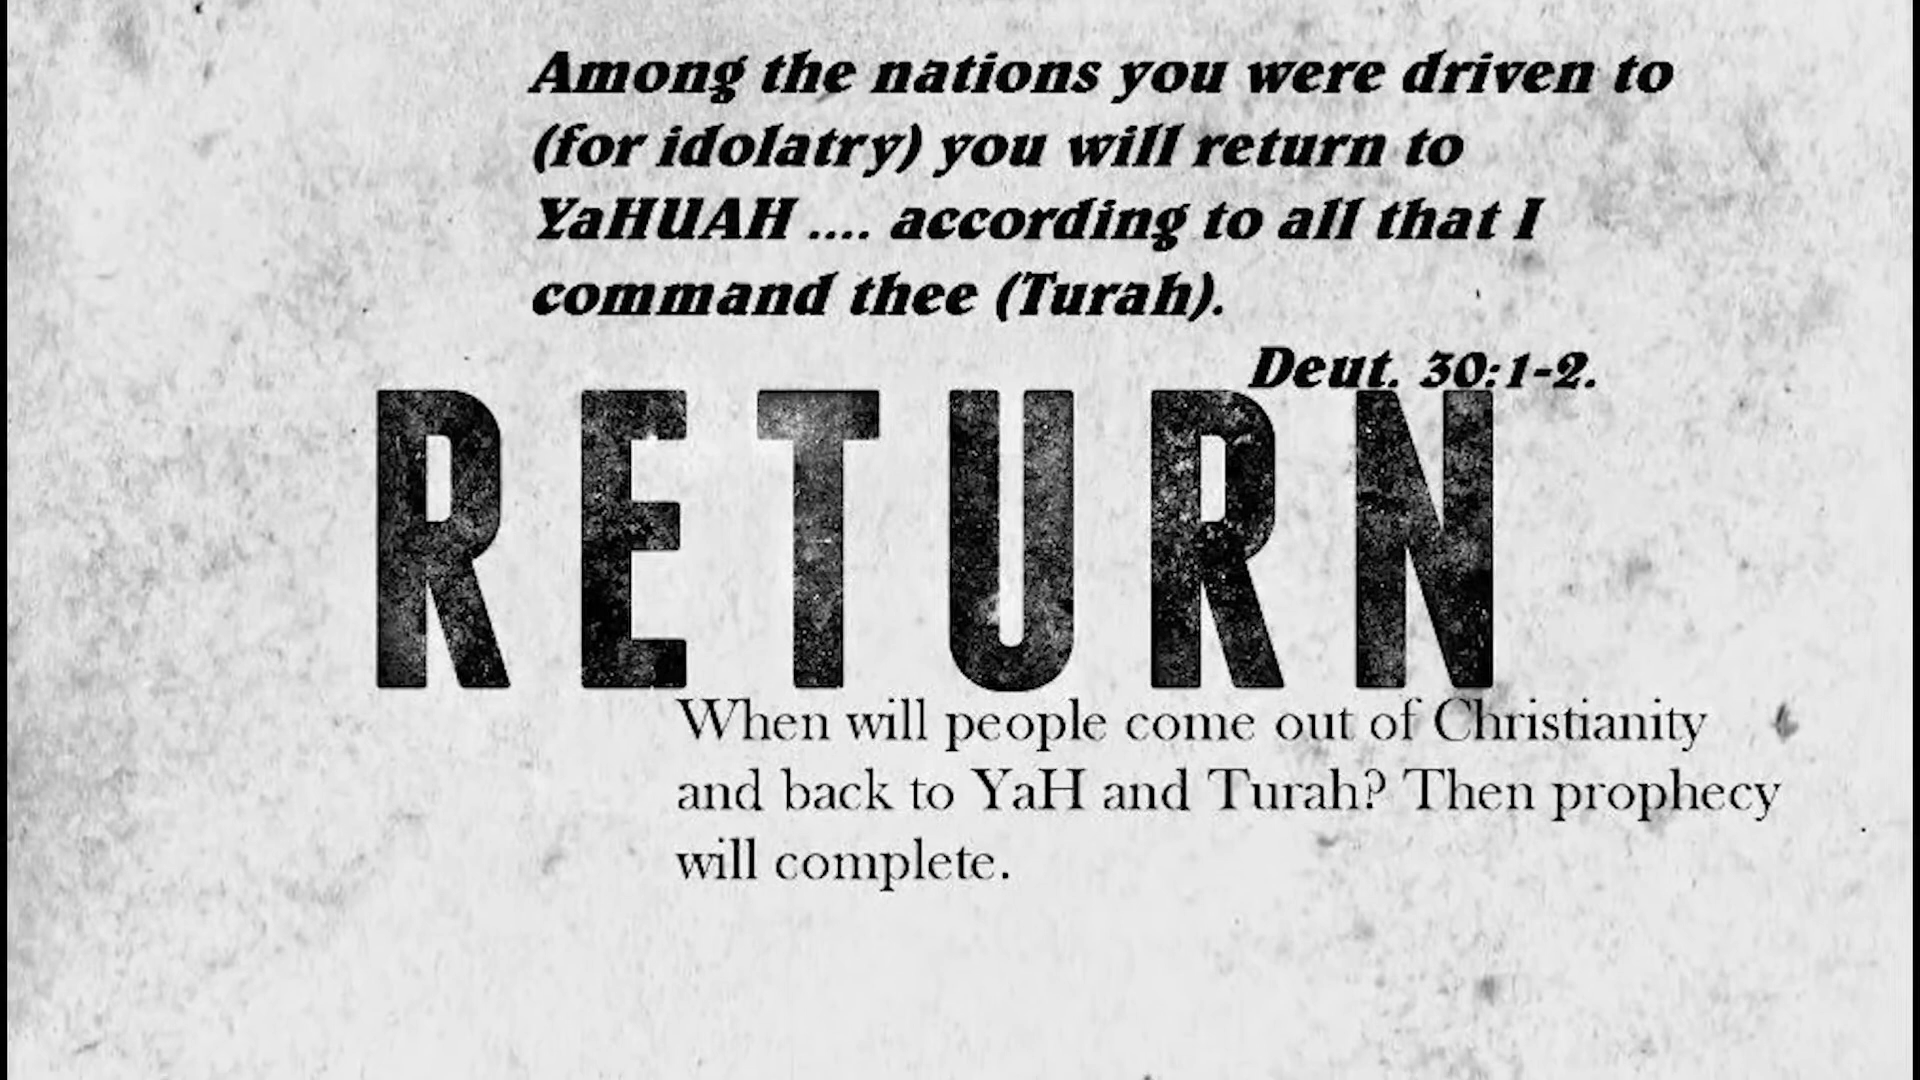 Among the nations you were driven to
(for idolatry) you will return to
YaHUAH .... according to all that I
command thee (Turah).
Deut. 30:1-2.
RETURN
When will people come out of Christianity
and back to YaH and Turah? Then prophecy
will complete.